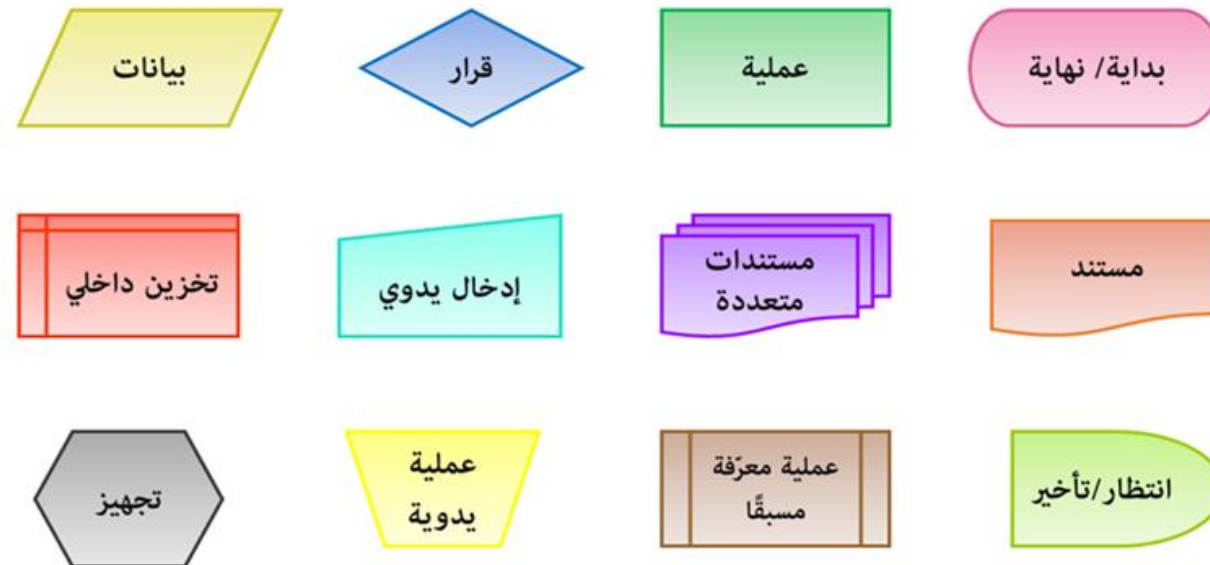 بداية/ نهاية
عملية
قرار
بيانات
مستند
مستندات
متعددة
إدخال يدوي
تخزين داخلي
انتظار/تأخير
عملية معرّفة
مسبقًا
عملية
يدوية
تجهيز